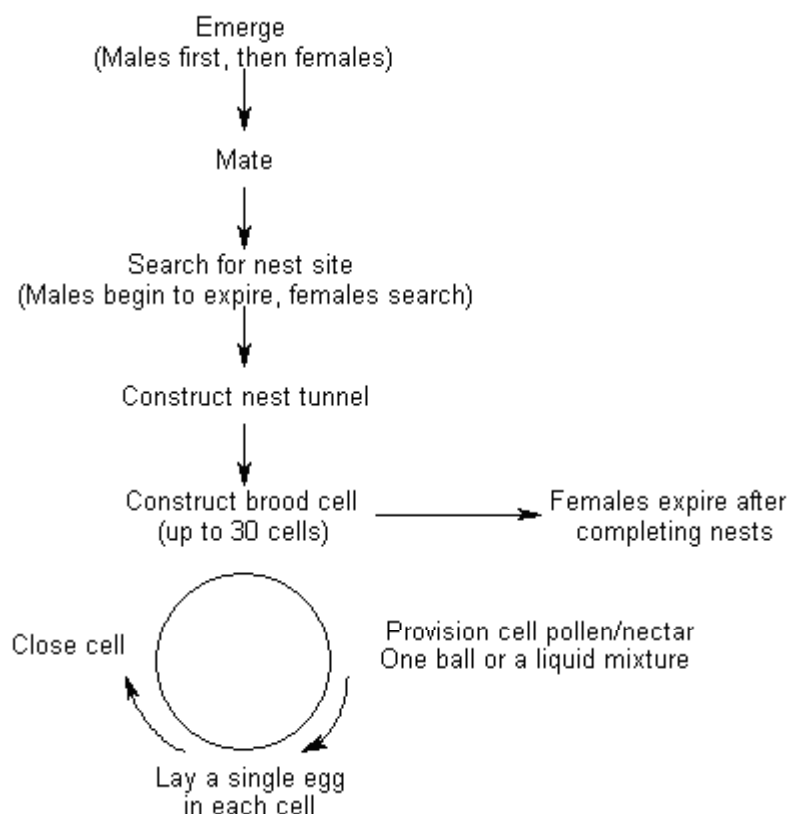 Emerge
(Males first, then females)
Mate
Search for nest site
(Males begin to expire, females search)
Construct nest tunnel
Construct brood cell
(up to 30 cells)
Females expire after
completing nests
Provision cell pollen/nectar
One ball or a liquid mixture
Close cell
Lay a single egg
in each cell